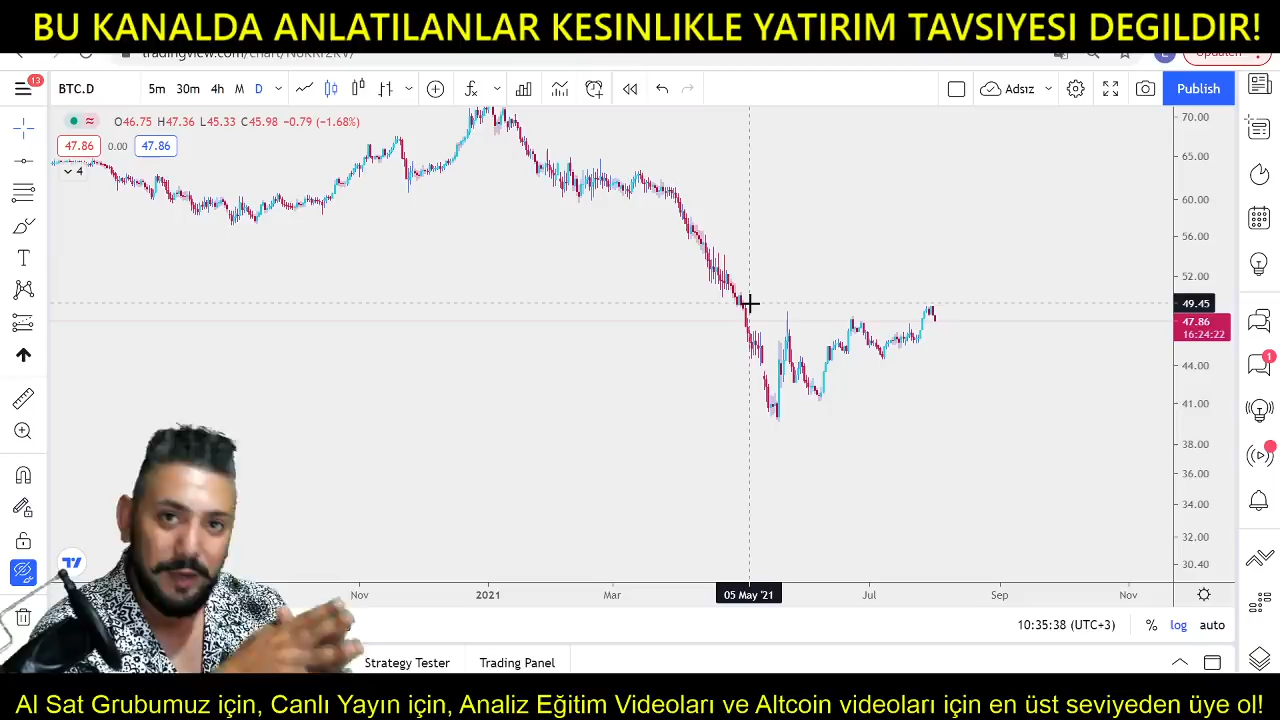 BU KANALDA ANLATILANLAR KESINLIKLE YATIRIM TAVSIYESI DEGILDIR!
Updaten
13
BTC.D
5m 30m 4h M D
Adsız
Publish
O46.75 H47.36 L45.33 C45.98 −0.79 (−1.68%)
47.86 0.00 47.86
4
70.00
65.00
60.00
56.00
52.00
49.45
47.86
16:24:22
44.00
41.00
38.00
36.00
34.00
32.00
30.40
1
Nov 2021 Mar 05 May '21 Jul Sep Nov
10:35:38 (UTC+3) % log auto
Strategy Tester Trading Panel
Al Sat Grubumuz için, Canlı Yayın için, Analiz Eğitim Videoları ve Altcoin videoları için en üst seviyeden üye ol!